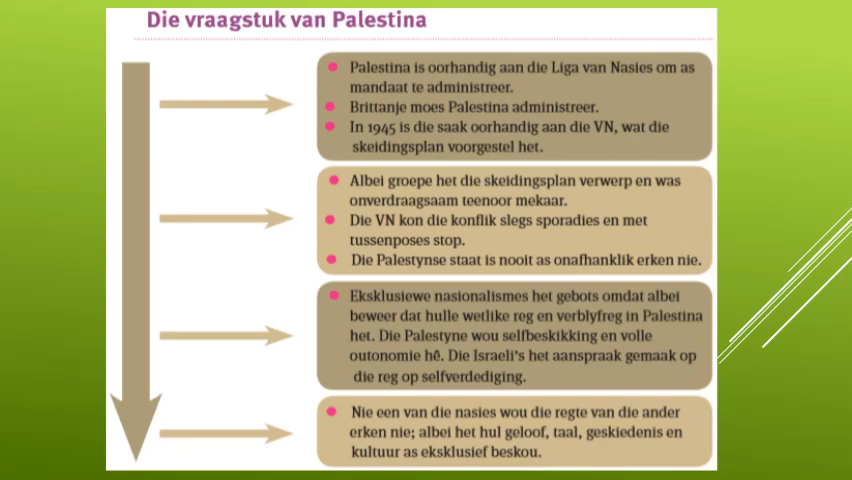 Die vraagstuk van Palestina
Palestina is oorhandig aan die Liga van Nasies om as
mandaat te administreer.
Brittanje moes Palestina administreer.
In 1945 is die saak oorhandig aan die VN, wat die
skeidingsplan voorgestel het.
Albei groepe het die skeidingsplan verwerp en was
onverdraagsaam teenoor mekaar.
Die VN kon die konflik slegs sporadies en met
tussenposes stop.
Die Palestynse staat is nooit as onafhanklik erken nie.
Eksklusiewe nasionalismes het gebots omdat albei
beweer dat hulle wetlike reg en verblyfreg in Palestina
het. Die Palestyne wou selfbeskikking en volle
outonomie hê. Die Israeli's het aanspraak gemaak op
die reg op selfverdediging.
Nie een van die nasies wou die regte van die ander
erken nie; albei het hul geloof, taal, geskiedenis en
kultuur as eksklusief beskou.